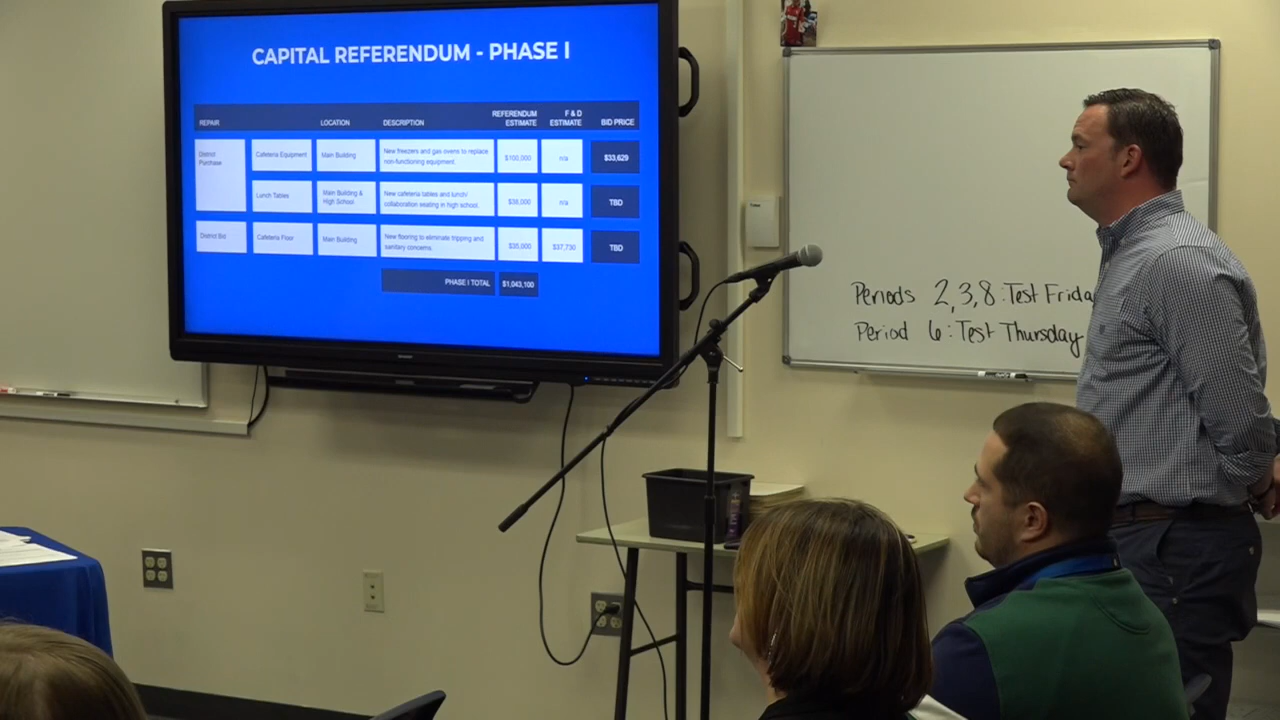 CAPITAL REFERENDUM - PHASE I
REPAIR LOCATION DESCRIPTION REFERENDUM ESTIMATE F & D ESTIMATE BID PRICE
District Purchase Cafeteria Equipment Main Building New freezers and gas ovens to replace non-functioning equipment. $100,000 n/a $33,629
Lunch Tables Main Building & High School New cafeteria tables and lunch/ collaboration seating in high school. $38,000 n/a TBD
District Bid Cafeteria Floor Main Building New flooring to eliminate tripping and sanitary concerns. $35,000 $37,730 TBD
PHASE I TOTAL $1,043,100
Periods 2,3,8: Test Frida
Period 6: Test Thursday